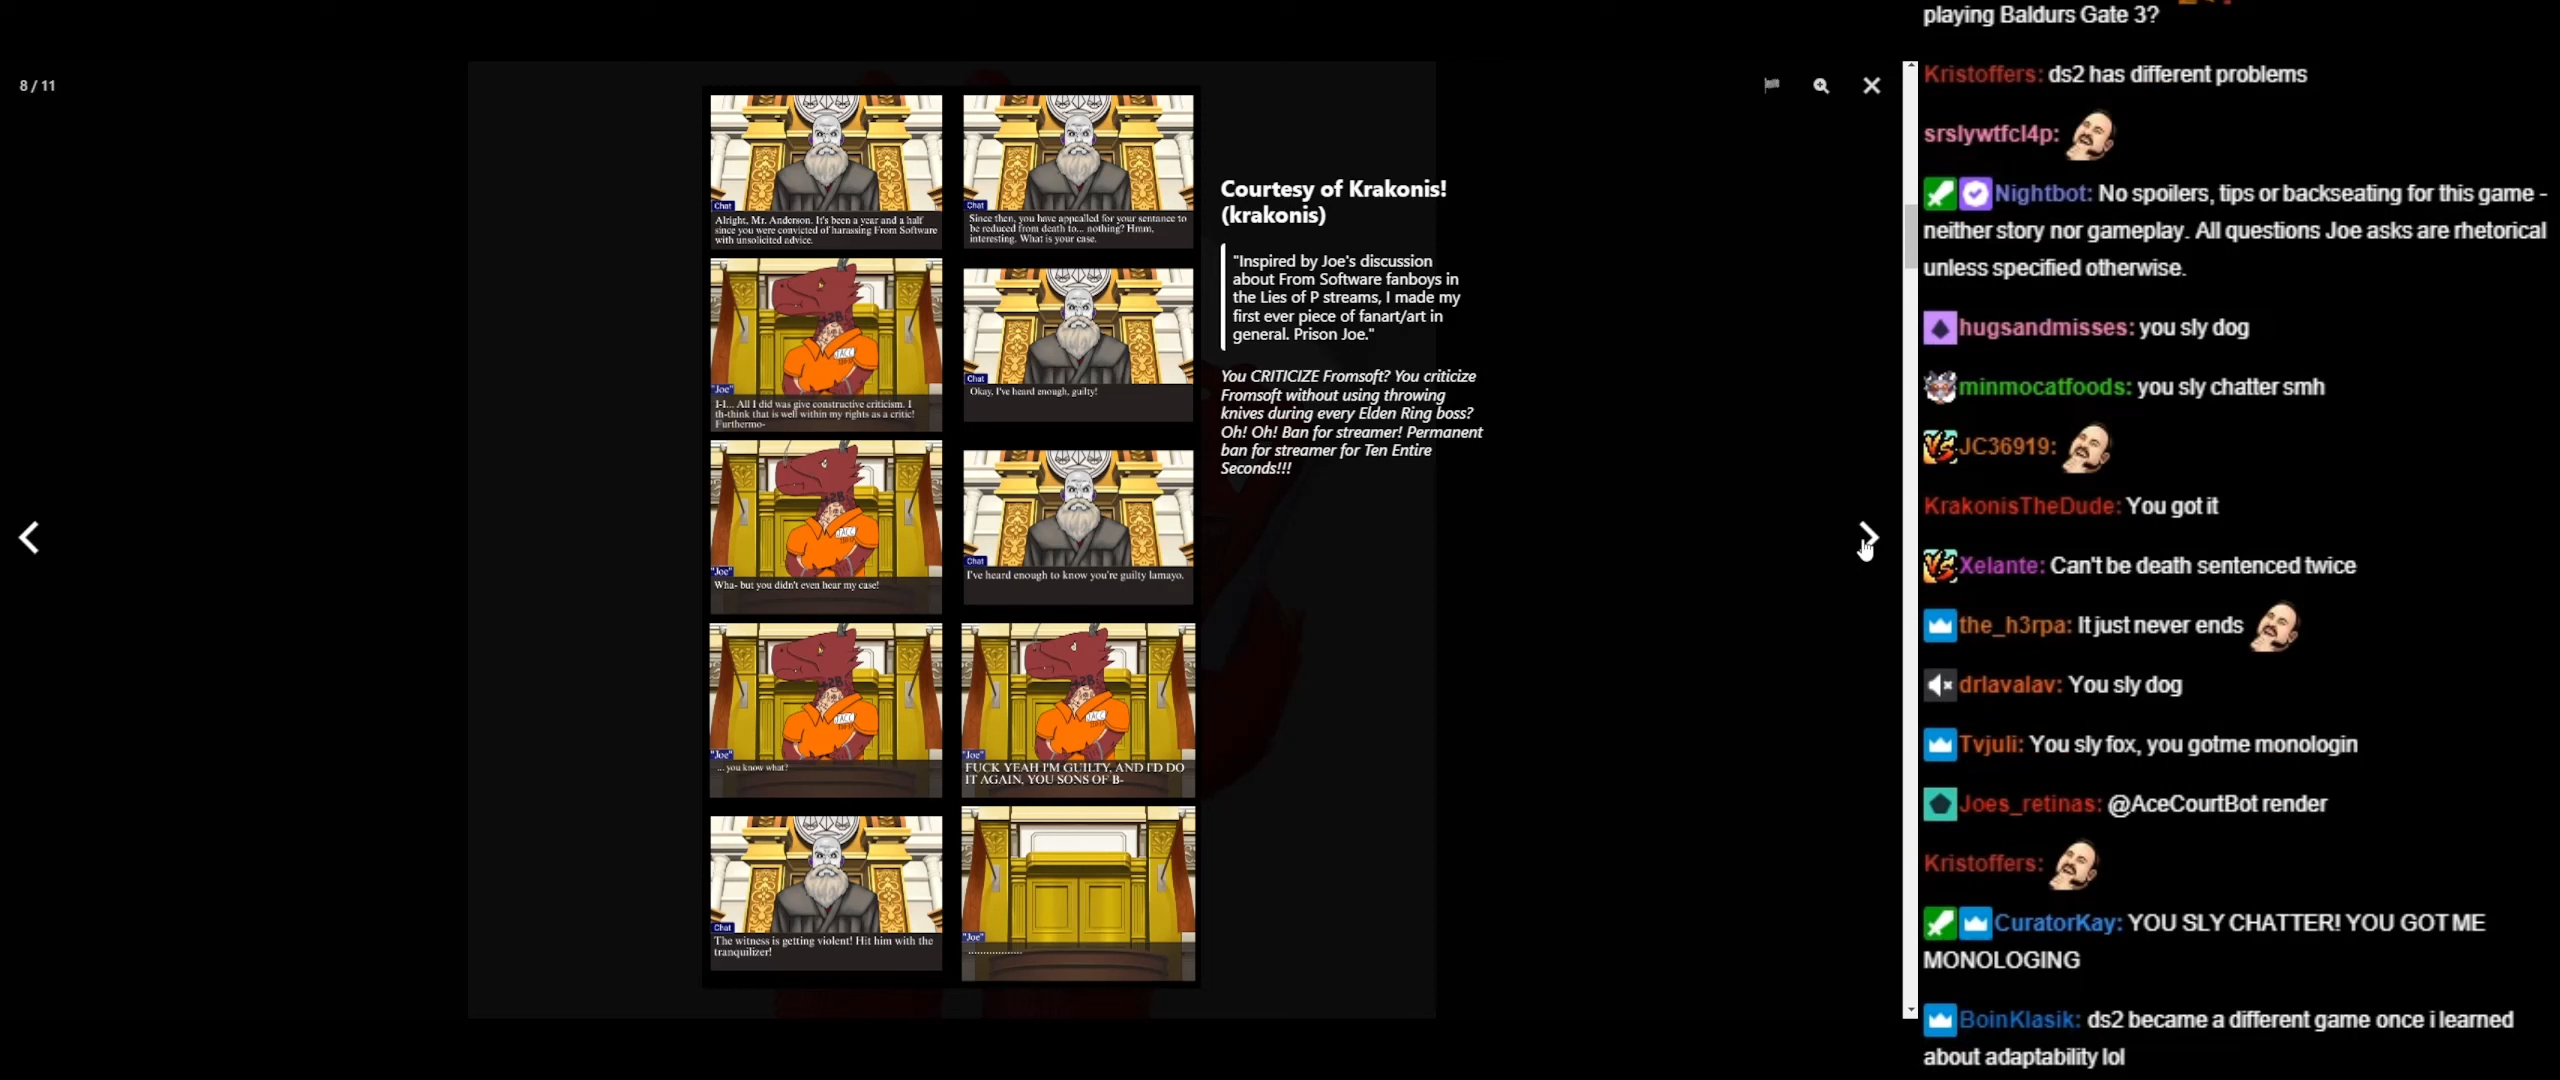 8 / 11
Chat
Alright, Mr. Anderson. It's been a year and a half
since you were convicted of harassing From Software
with unsolicited advice.
Chat
Since then, you have appealled for your sentance to
be reduced from death to... nothing? Hmm,
interesting. What is your case.
"Joe"
I-I... All I did was give constructive criticism. I
th-think that is well within my rights as a critic!
Furthermo-
Chat
Okay, I've heard enough, guilty!
"Joe"
Wha- but you didn't even hear my case!
Chat
I've heard enough to know you're guilty lamayo.
"Joe"
... you know what?
"Joe"
FUCK YEAH I'M GUILTY, AND I'D DO
IT AGAIN, YOU SONS OF B-
Chat
The witness is getting violent! Hit him with the
tranquilizer!
"Joe"
...................
Courtesy of Krakonis!
(krakonis)
"Inspired by Joe's discussion
about From Software fanboys in
the Lies of P streams, I made my
first ever piece of fanart/art in
general. Prison Joe."
You CRITICIZE Fromsoft? You criticize
Fromsoft without using throwing
knives during every Elden Ring boss?
Oh! Oh! Ban for streamer! Permanent
ban for streamer for Ten Entire
Seconds!!!
playing Baldurs Gate 3?
Kristoffers: ds2 has different problems
srslywtfcl4p:
Nightbot: No spoilers, tips or backseating for this game -
neither story nor gameplay. All questions Joe asks are rhetorical
unless specified otherwise.
hugsandmisses: you sly dog
minmocatfoods: you sly chatter smh
JC36919:
KrakonisTheDude: You got it
Xelante: Can't be death sentenced twice
the_h3rpa: It just never ends
drlavalav: You sly dog
Tvjuli: You sly fox, you gotme monologin
Joes_retinas: @AceCourtBot render
Kristoffers:
CuratorKay: YOU SLY CHATTER! YOU GOT ME
MONOLOGING
BoinKlasik: ds2 became a different game once i learned
about adaptability lol